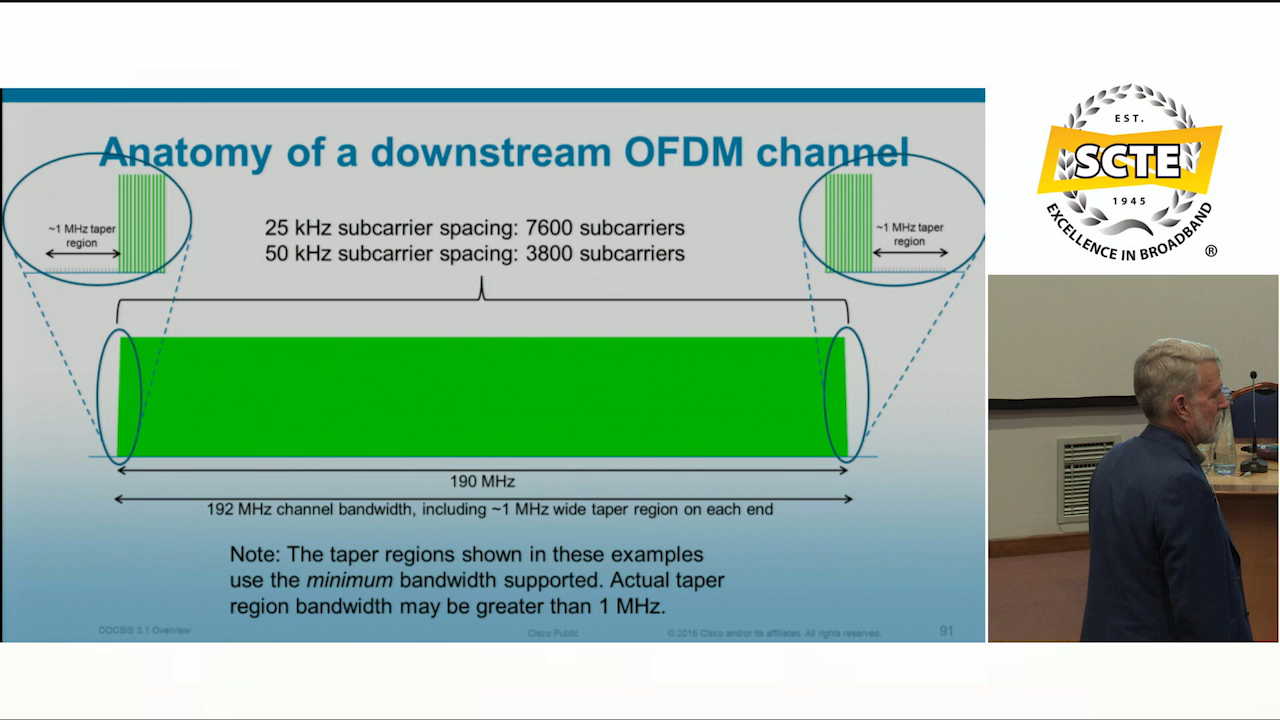 Anatomy of a downstream OFDM channel
~1 MHz taper
region
25 kHz subcarrier spacing: 7600 subcarriers
50 kHz subcarrier spacing: 3800 subcarriers
~1 MHz taper
region
190 MHz
192 MHz channel bandwidth, including ~1 MHz wide taper region on each end
Note: The taper regions shown in these examples
use the minimum bandwidth supported. Actual taper
region bandwidth may be greater than 1 MHz.
DOCSIS 3.1 Overview
Cisco Public
© 2016 Cisco and/or its affiliates. All rights reserved.
91
EST.
SCTE
1945
EXCELLENCE IN BROADBAND
®